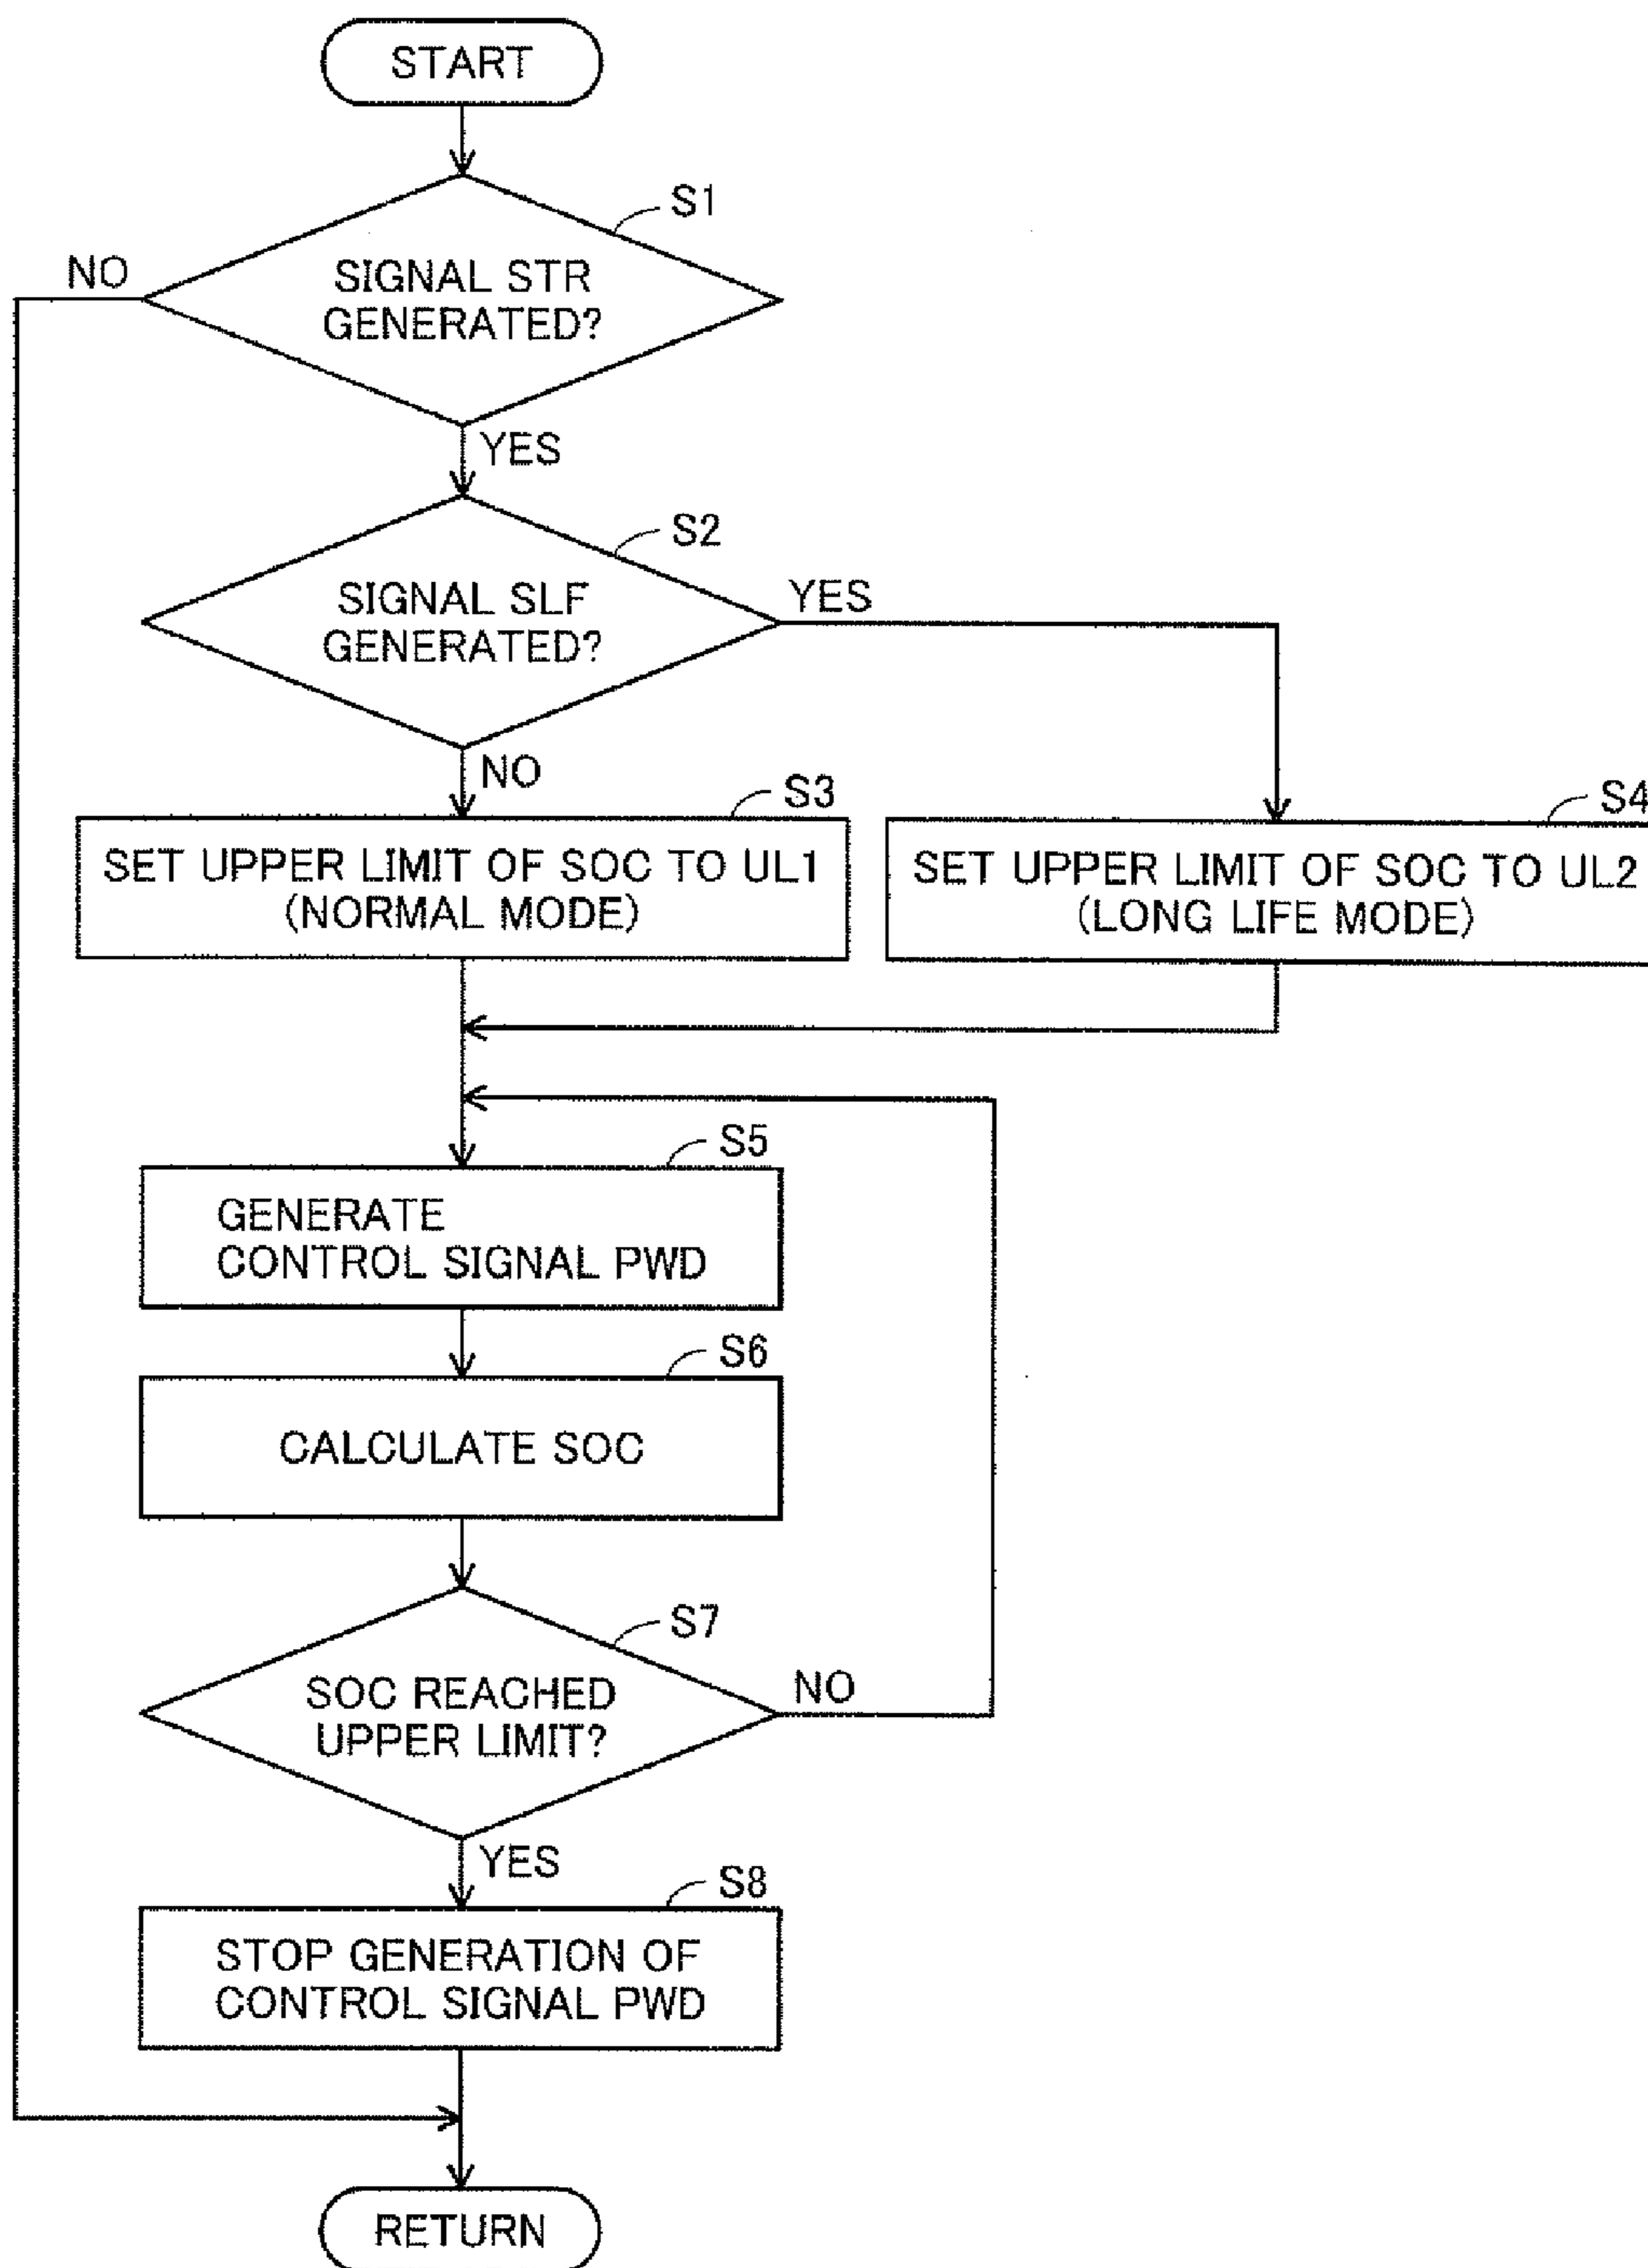 START
S1
NO
SIGNAL STR
GENERATED?
YES
S2
SIGNAL SLF
GENERATED?
YES
NO
S3
SET UPPER LIMIT OF SOC TO UL1
(NORMAL MODE)
S4
SET UPPER LIMIT OF SOC TO UL2
(LONG LIFE MODE)
S5
GENERATE
CONTROL SIGNAL PWD
S6
CALCULATE SOC
S7
SOC REACHED
UPPER LIMIT?
NO
YES
S8
STOP GENERATION OF
CONTROL SIGNAL PWD
RETURN